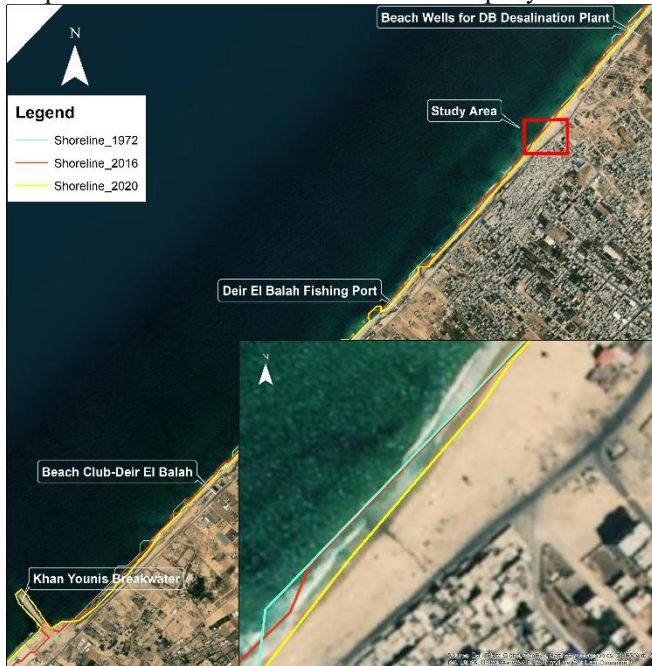 Beach Wells for DB Desalination Plant
N
Study Area
Legend
Shoreline_1972
Shoreline_2016
Shoreline_2020
Deir El Balah Fishing Port
N
Beach Club-Deir El Balah
Khan Younis Breakwater